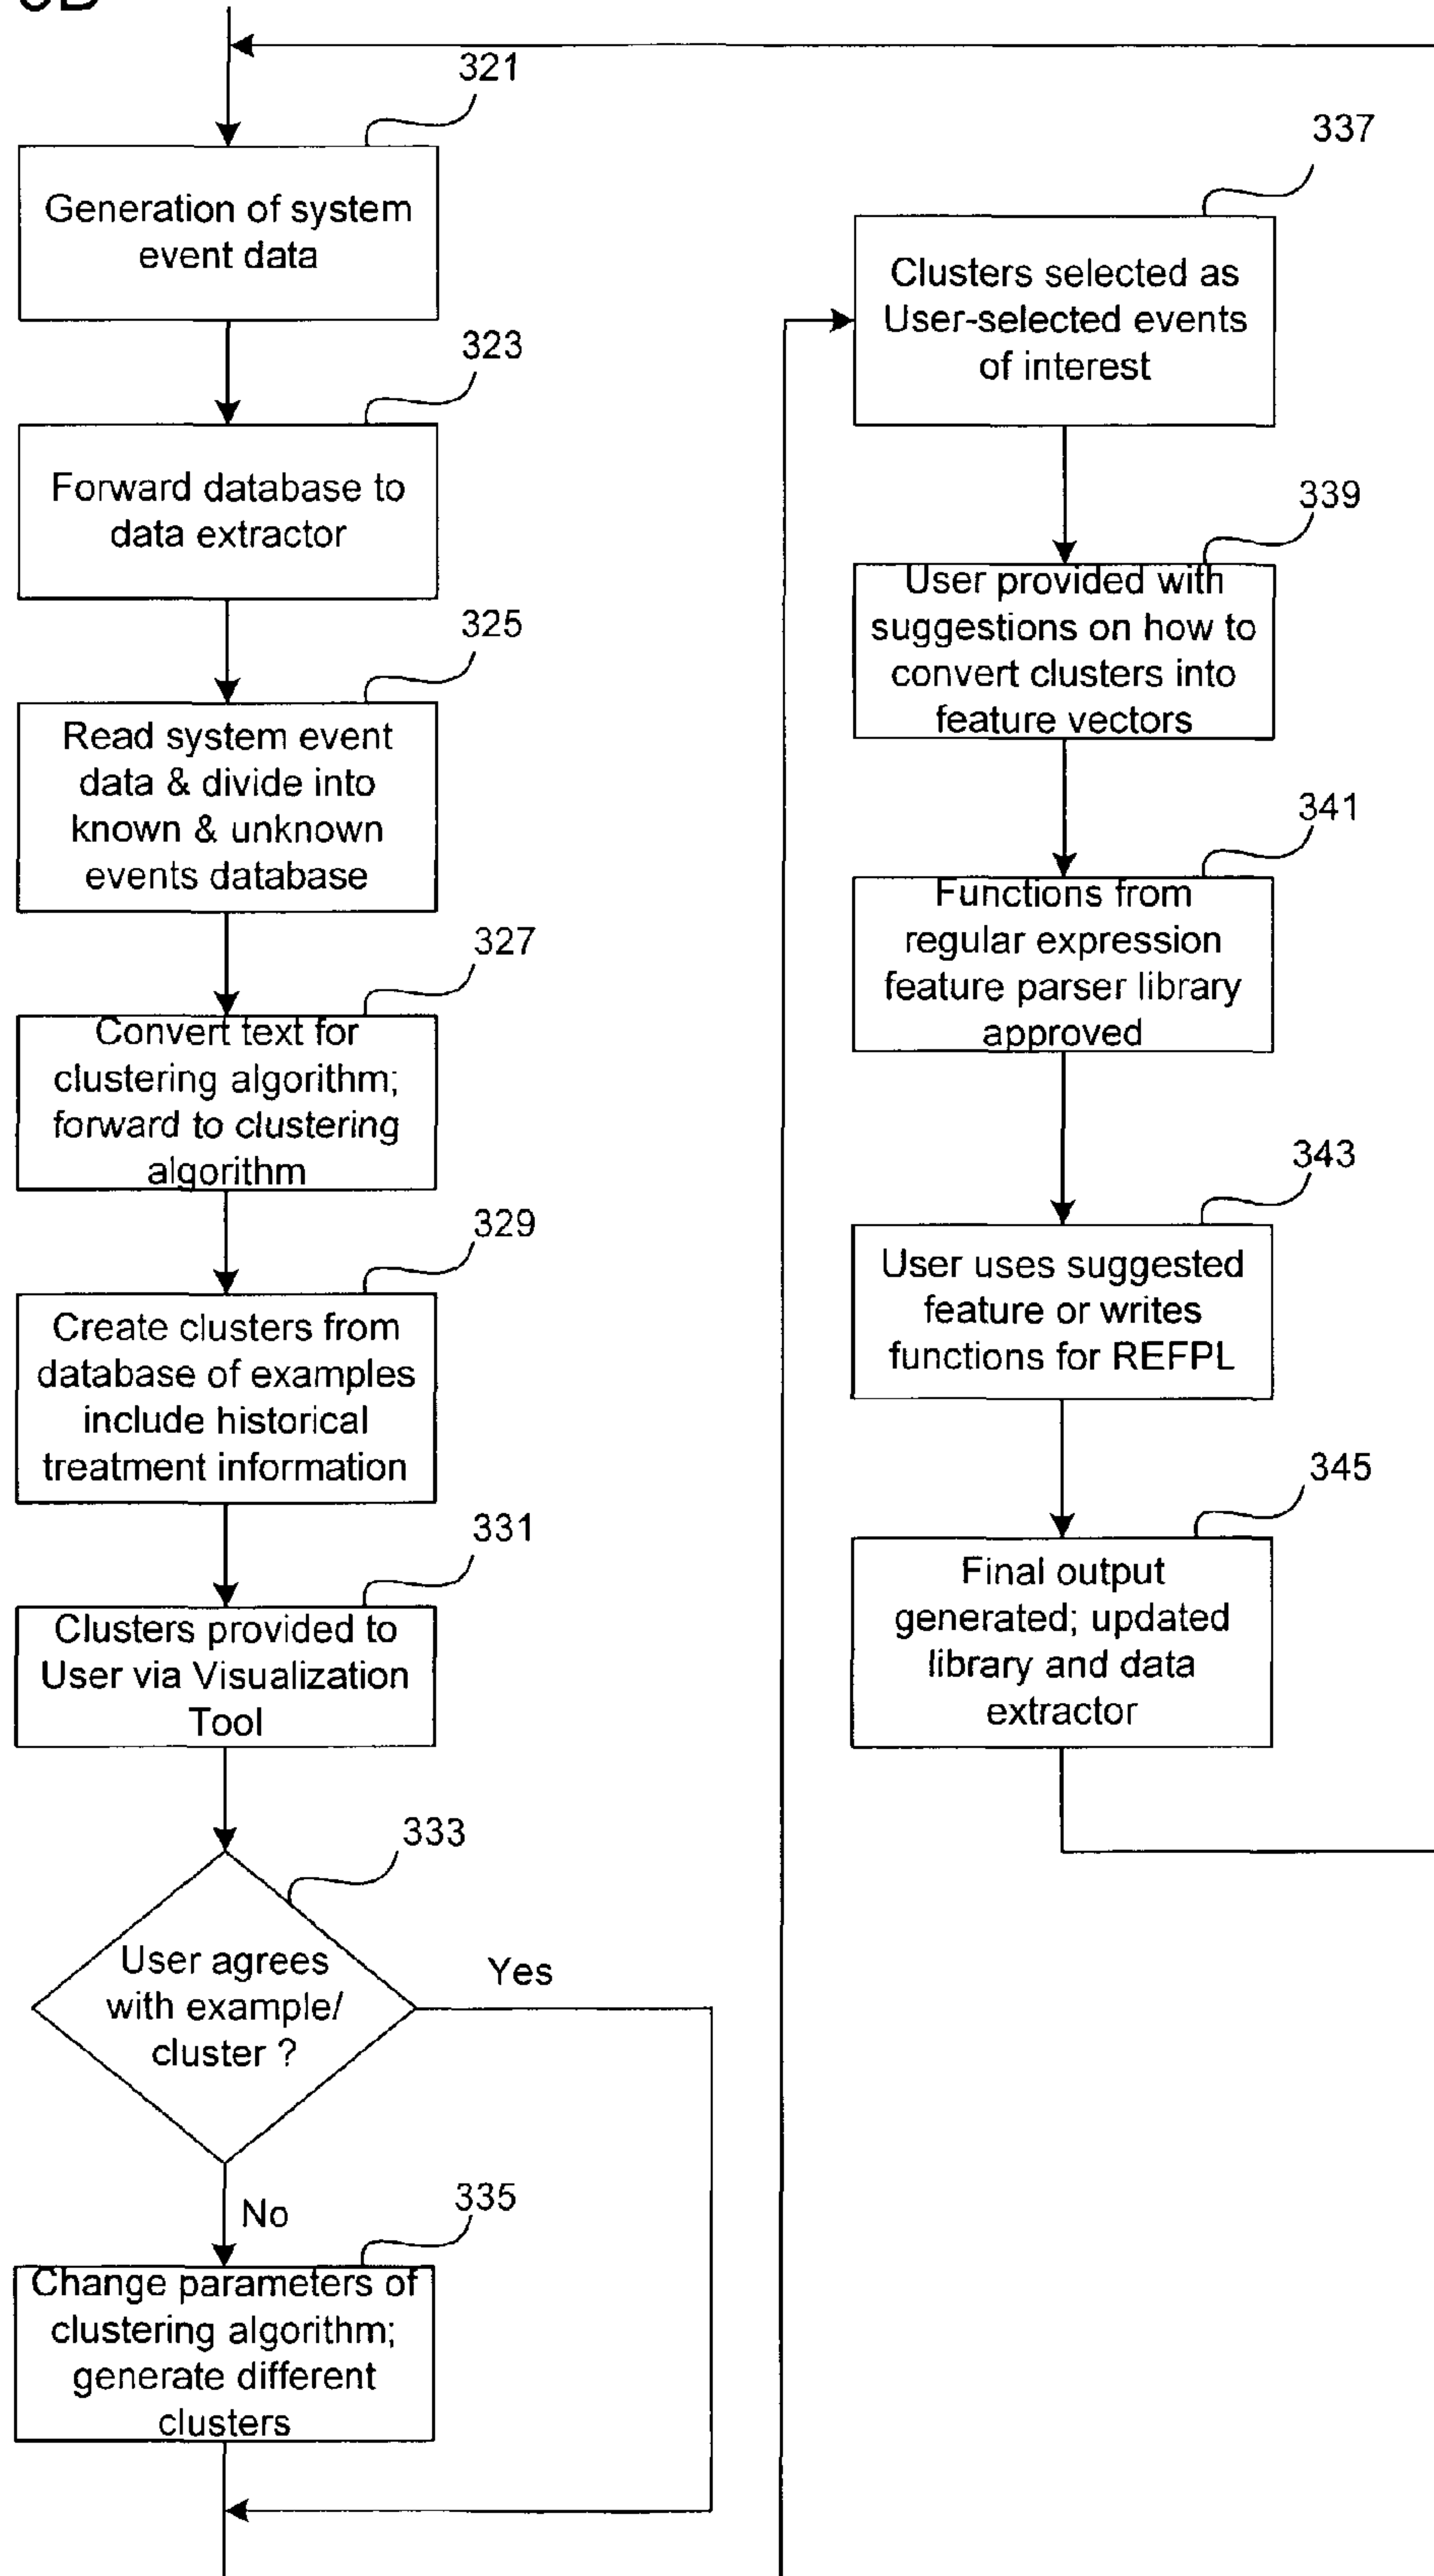 321
Generation of system
event data
323
Forward database to
data extractor
325
Read system event
data & divide into
known & unknown
events database
327
Convert text for
clustering algorithm;
forward to clustering
algorithm
329
Create clusters from
database of examples
include historical
treatment information
331
Clusters provided to
User via Visualization
Tool
333
User agrees
with example/
cluster ?
Yes
No
335
Change parameters of
clustering algorithm;
generate different
clusters
337
Clusters selected as
User-selected events
of interest
339
User provided with
suggestions on how to
convert clusters into
feature vectors
341
Functions from
regular expression
feature parser library
approved
343
User uses suggested
feature or writes
functions for REFPL
345
Final output
generated; updated
library and data
extractor